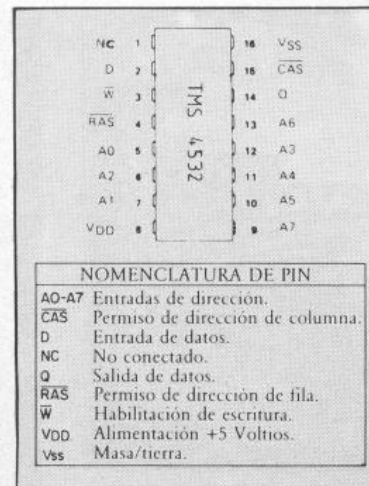 NC 1 16 VSS
D 2 15 CAS
W 3 14 Q
RAS 4 13 A6
A0 5 12 A3
A2 6 11 A4
A1 7 10 A5
VDD 8 9 A7
TMS 4532
NOMENCLATURA DE PIN
A0-A7 Entradas de dirección.
CAS Permiso de dirección de columna.
D Entrada de datos.
NC No conectado.
Q Salida de datos.
RAS Permiso de dirección de fila.
W Habilitación de escritura.
VDD Alimentación +5 Voltios.
Vss Masa/tierra.